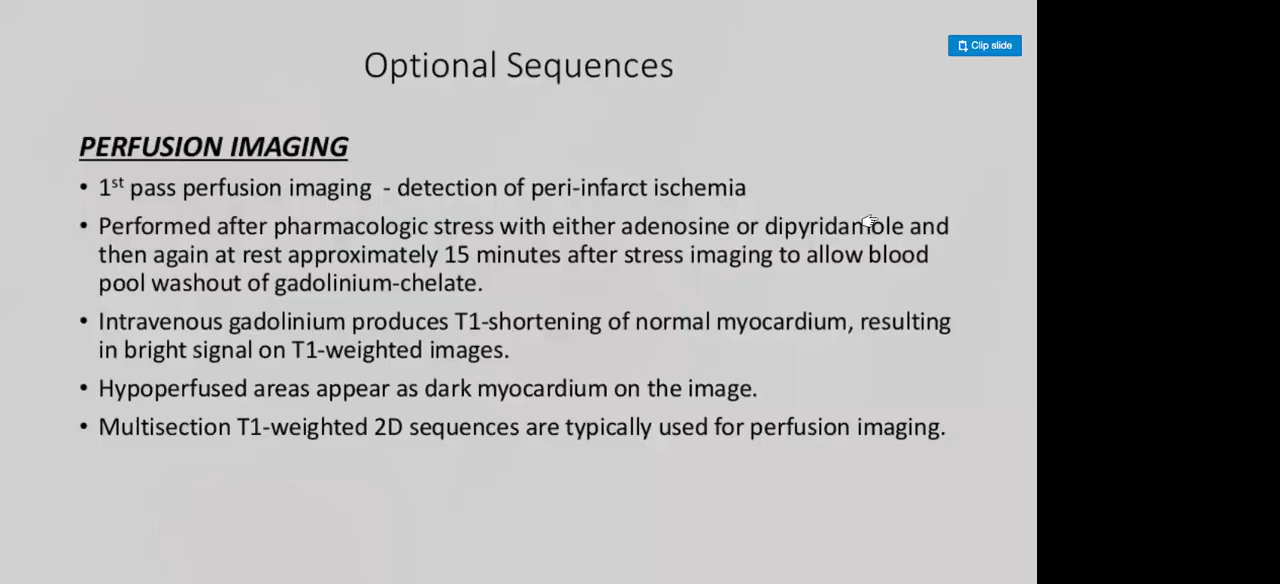 Clip slide
Optional Sequences
PERFUSION IMAGING
• 1st pass perfusion imaging - detection of peri-infarct ischemia
• Performed after pharmacologic stress with either adenosine or dipyridamole and
then again at rest approximately 15 minutes after stress imaging to allow blood
pool washout of gadolinium-chelate.
• Intravenous gadolinium produces T1-shortening of normal myocardium, resulting
in bright signal on T1-weighted images.
• Hypoperfused areas appear as dark myocardium on the image.
• Multisection T1-weighted 2D sequences are typically used for perfusion imaging.